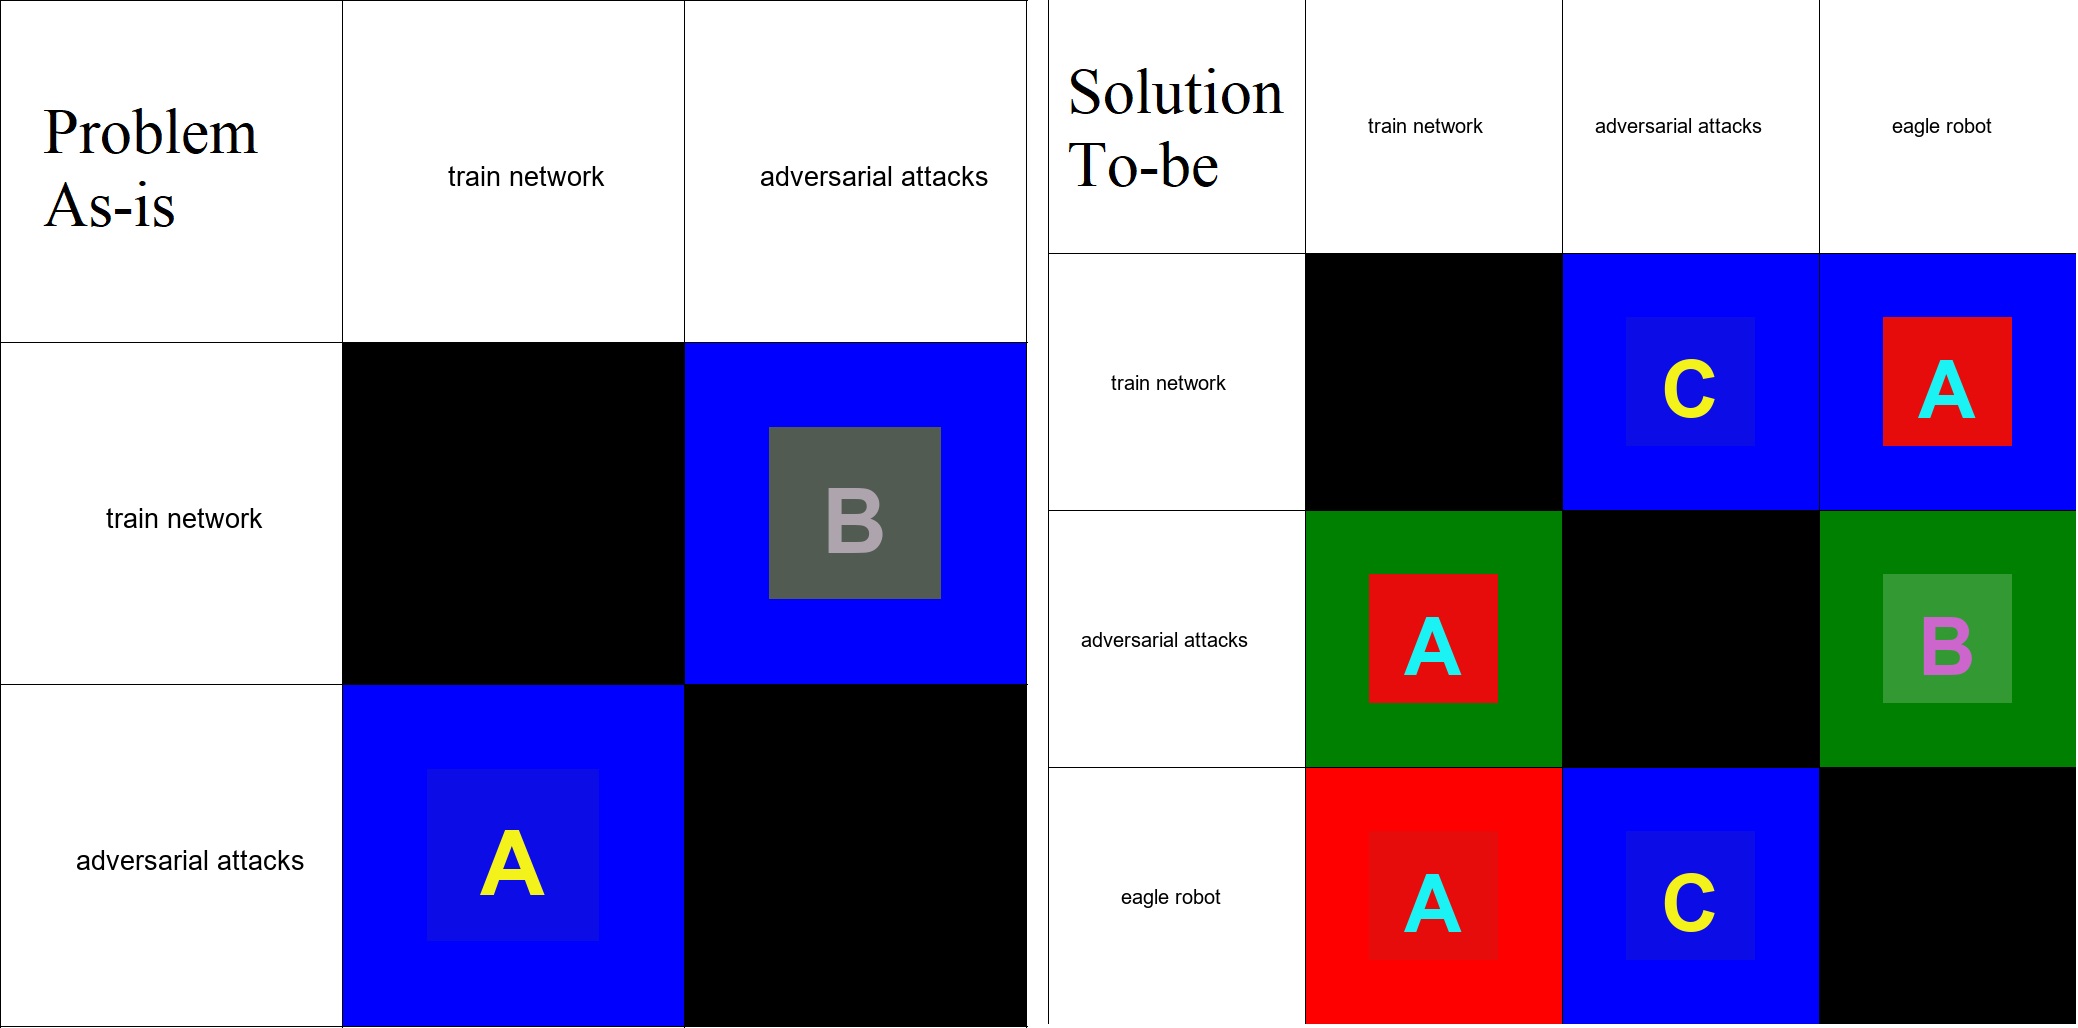 Problem
As-is
train network
adversarial attacks
train network
B
adversarial attacks
A
Solution
To-be
train network
adversarial attacks
eagle robot
train network
C
A
adversarial attacks
A
B
eagle robot
A
C